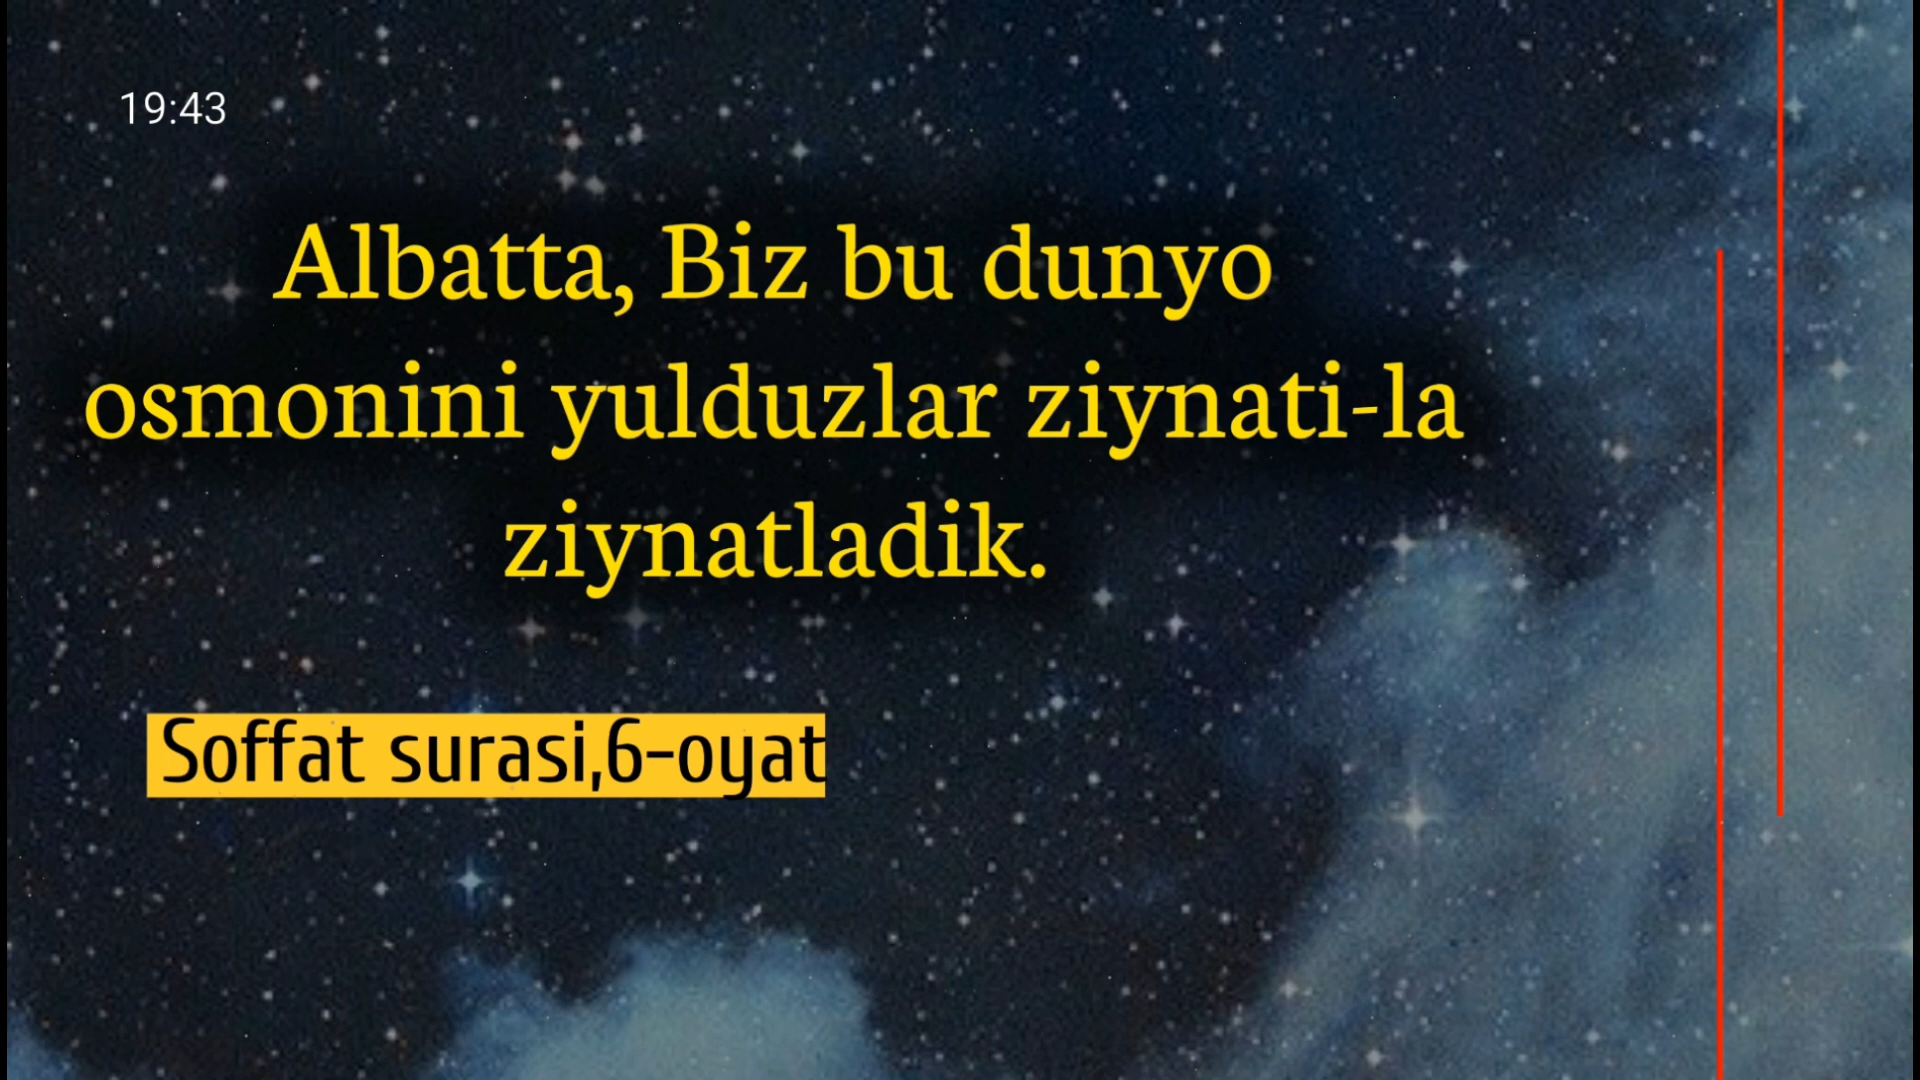 19:43
Albatta, Biz bu dunyo
osmonini yulduzlar ziynati-la
ziynatladik.
Soffat surasi,6-oyat